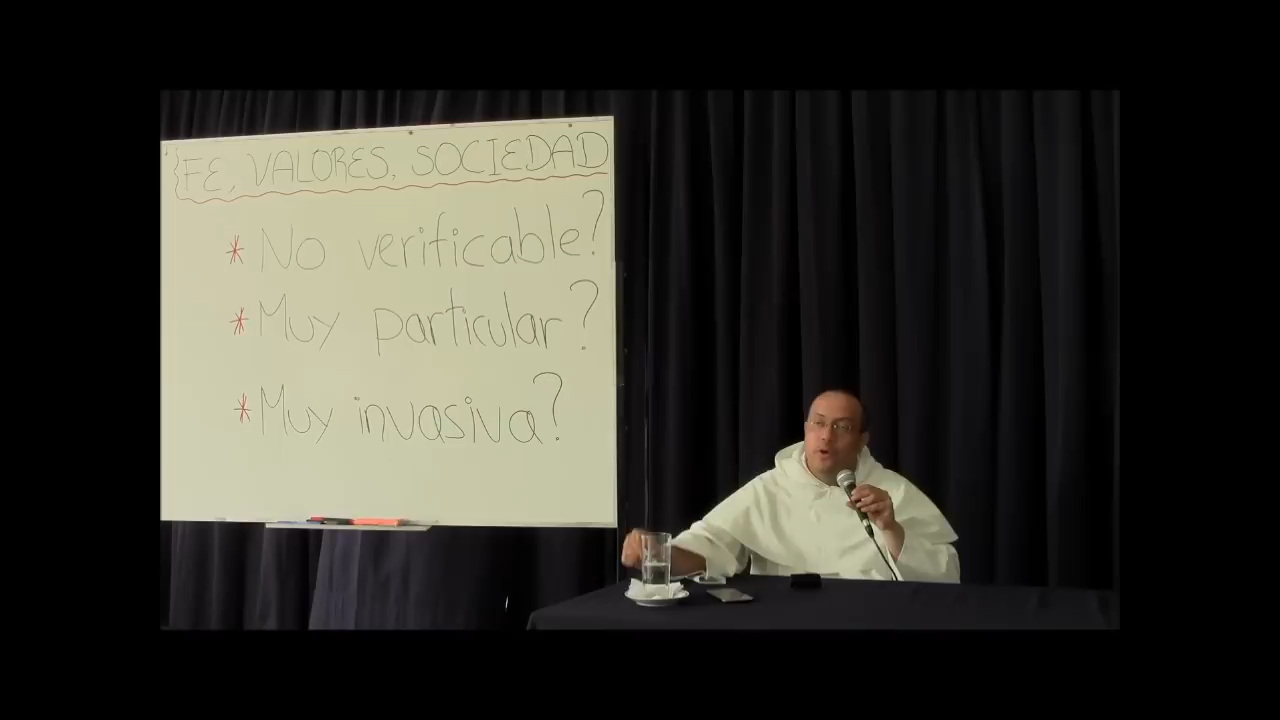 FE, VALORES, SOCIEDAD
* No verificable?
* Muy particular?
* Muy invasiva?